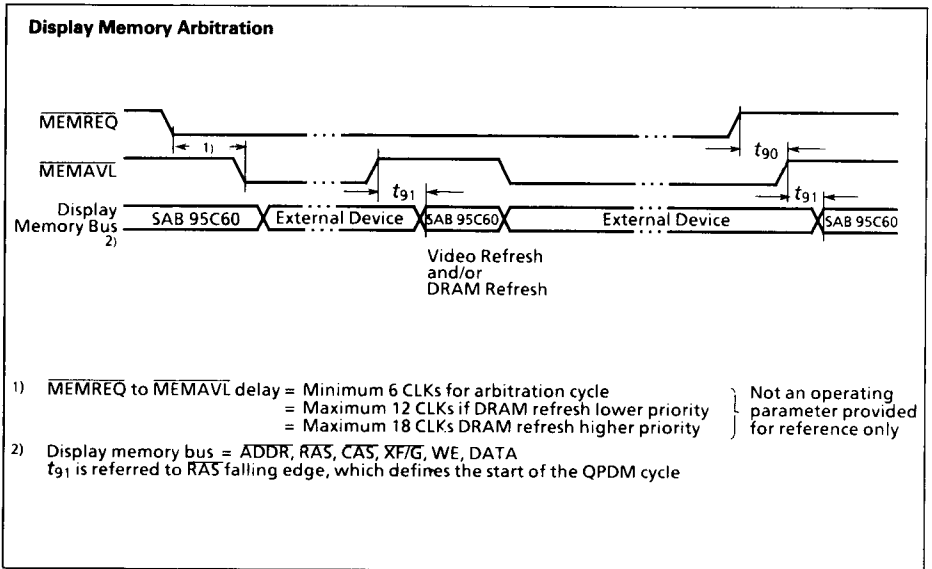 Display Memory Arbitration
MEMREQ
1)
t90
MEMAVL
t91
t91
Display
Memory Bus
2)
SAB 95C60 External Device SAB 95C60 External Device SAB 95C60
Video Refresh
and/or
DRAM Refresh
1) MEMREQ to MEMAVL delay = Minimum 6 CLKs for arbitration cycle
= Maximum 12 CLKs if DRAM refresh lower priority
= Maximum 18 CLKs DRAM refresh higher priority
Not an operating
parameter provided
for reference only
2) Display memory bus = ADDR, RAS, CAS, XF/G, WE, DATA
t91 is referred to RAS falling edge, which defines the start of the QPDM cycle